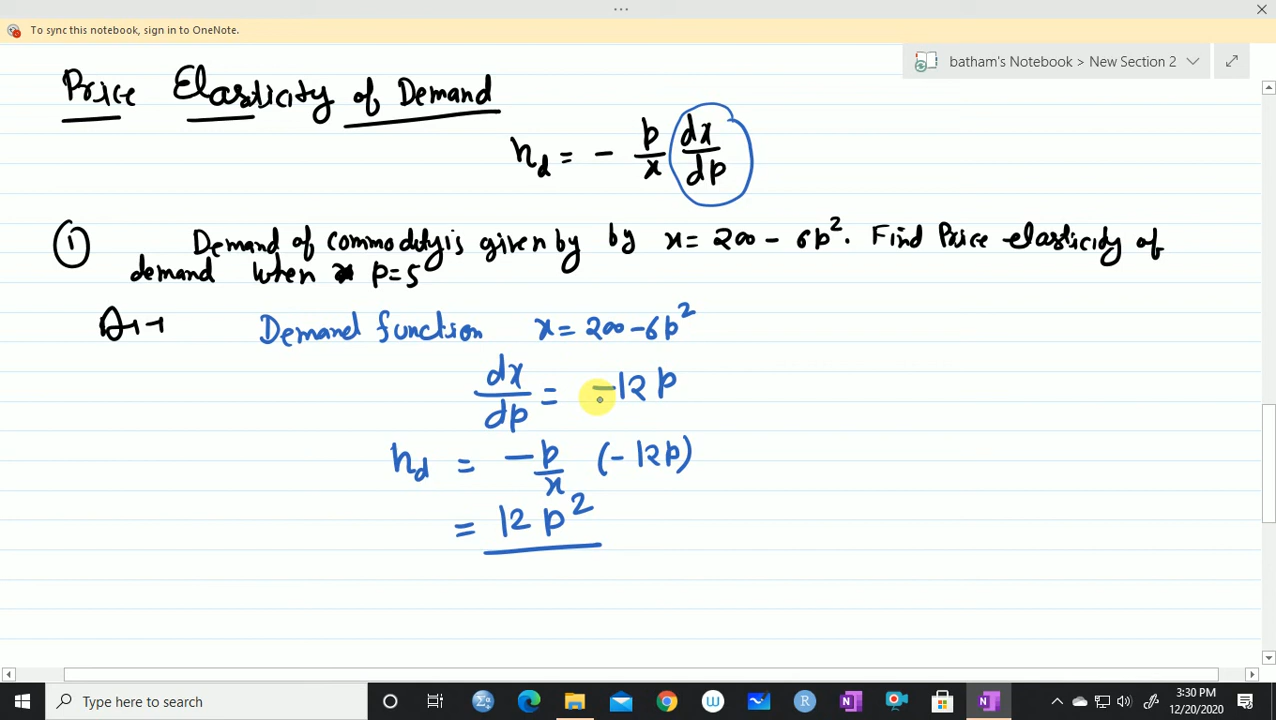 To sync this notebook, sign in to OneNote.
batham's Notebook > New Section 2
Price Elasticity of Demand
η_d = - p/x dx/dp
① Demand of commodity is given by by x = 200 - 6p². Find Price elasticity of
demand when p = 5
Demand function x = 200 - 6p²
dx/dp = -12p
η_d = -p/x (-12p)
= 12p²
Type here to search
3:30 PM
12/20/2020